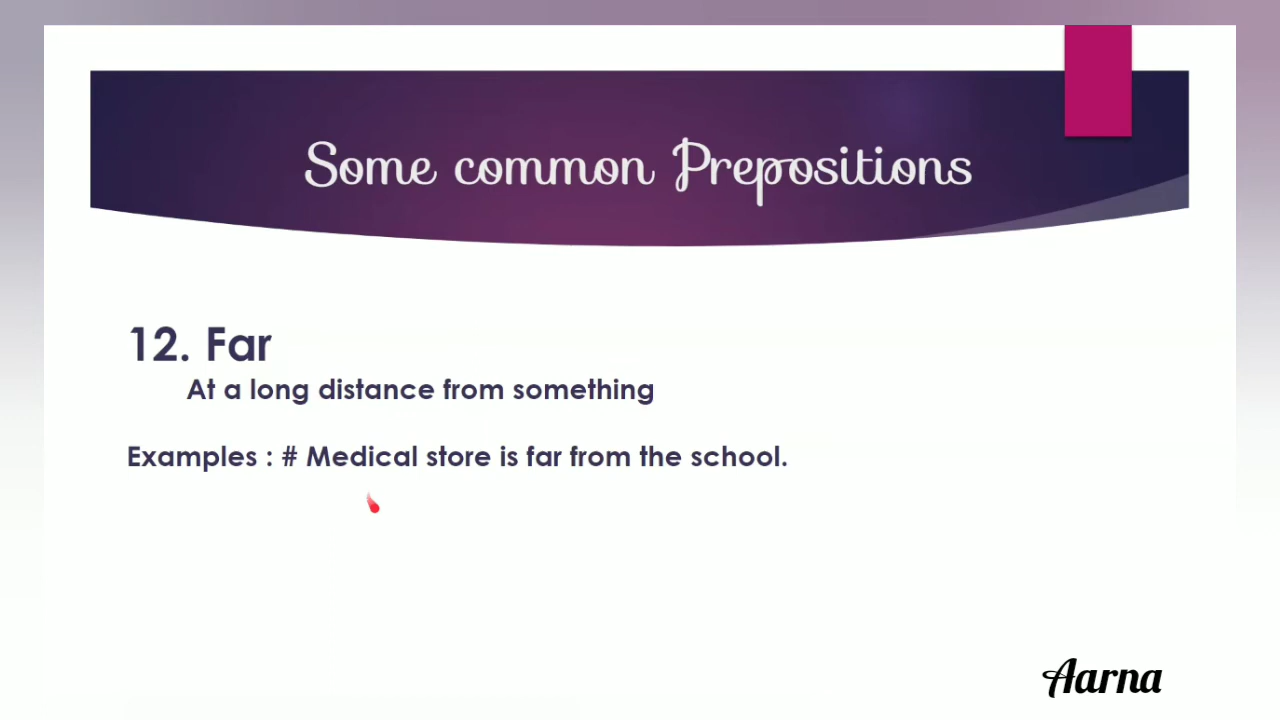 Some common Prepositions
12. Far
At a long distance from something
Examples : # Medical store is far from the school.
Aarna